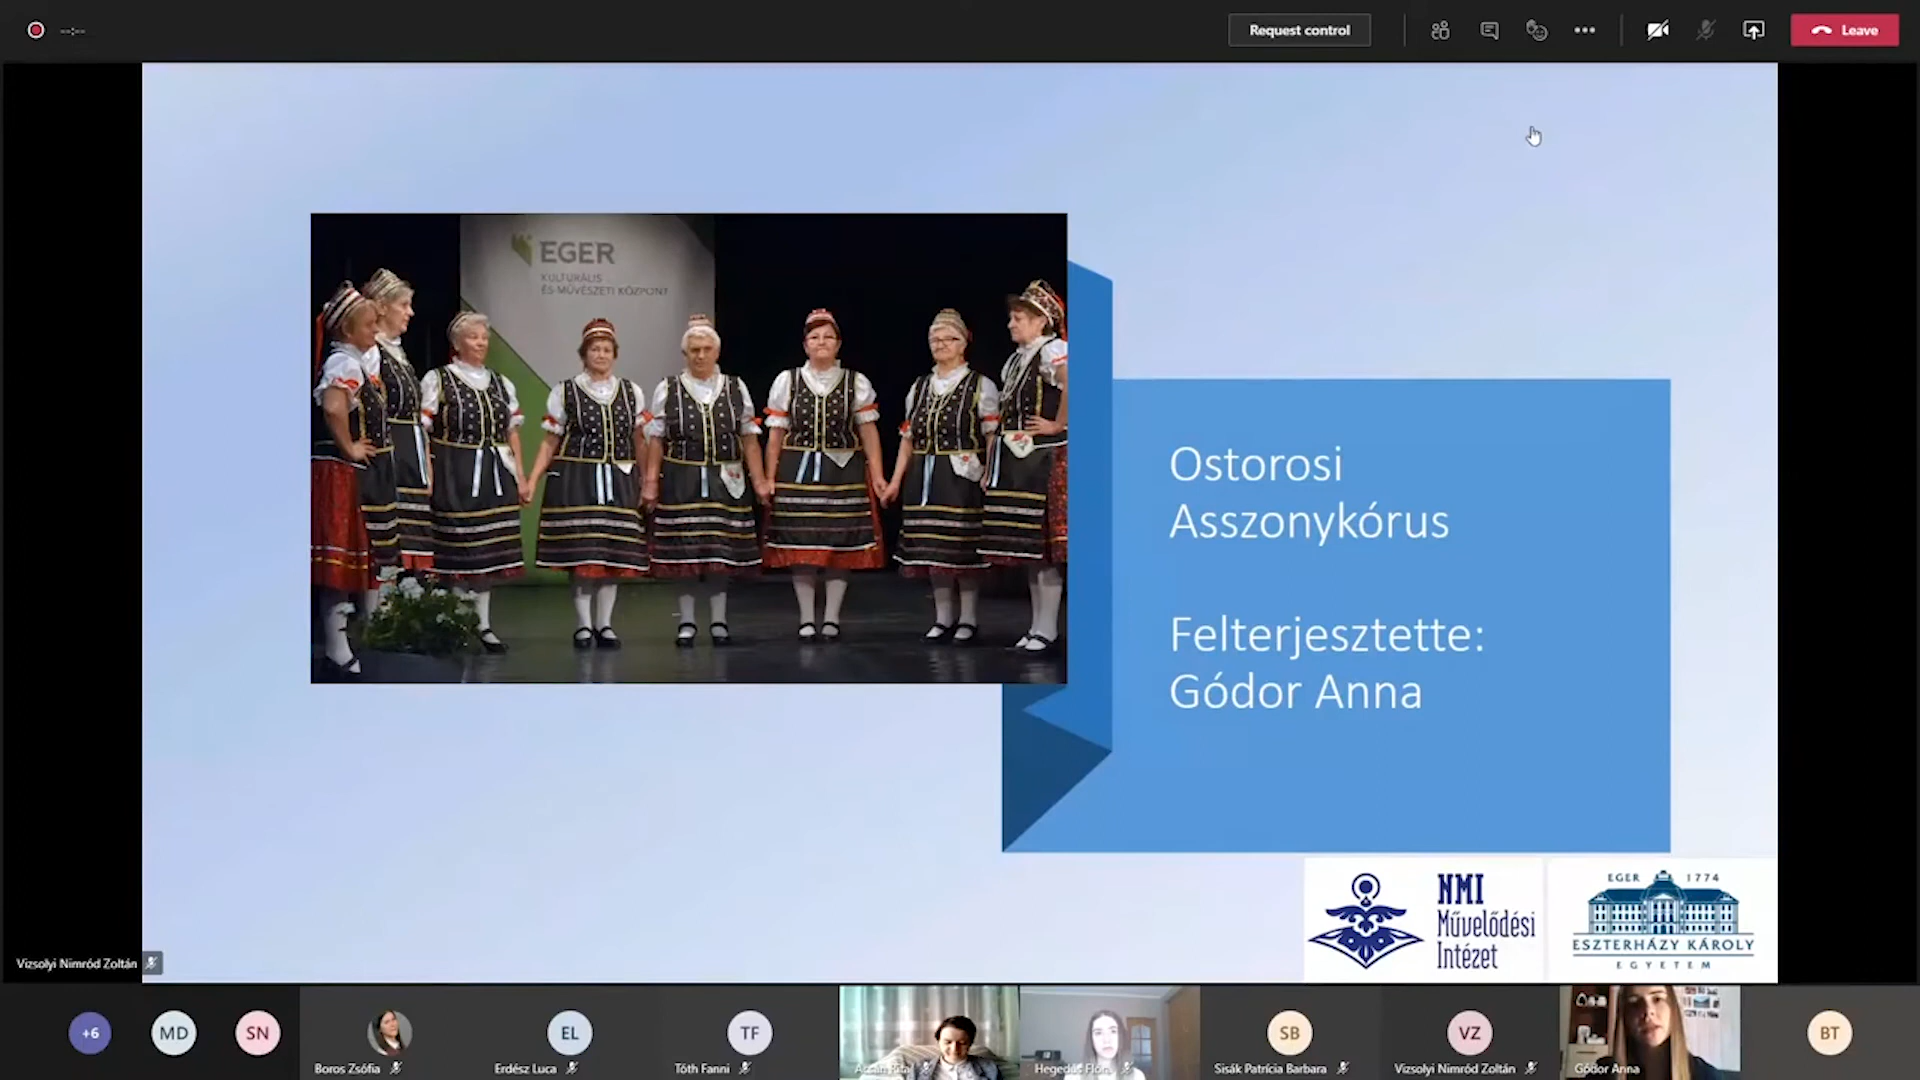 --:--
Request control
Leave
EGER
KULTURÁLIS
ÉS MŰVÉSZETI KÖZPONT
Ostorosi
Asszonykórus
Felterjesztette:
Gódor Anna
NMI
Művelődési
Intézet
EGER 1774
ESZTERHÁZY KÁROLY
EGYETEM
Vizsolyi Nimród Zoltán
+6
MD
SN
Boros Zsófia
EL
Erdész Luca
TF
Tóth Fanni
Hegedűs Flóra
SB
Sisák Patrícia Barbara
VZ
Vizsolyi Nimród Zoltán
Gódor Anna
BT